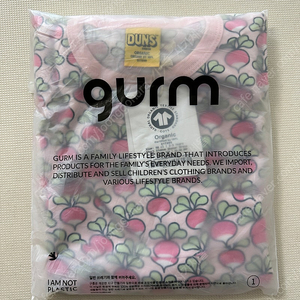 DUNS
gurm
Organic
GURM IS A FAMILY LIFESTYLE BRAND THAT INTRODUCES
PRODUCTS FOR THE FAMILY'S EVERYDAY NEEDS. WE IMPORT,
DISTRIBUTE AND SELL CHILDREN'S CLOTHING BRANDS AND
VARIOUS LIFESTYLE BRANDS.
I AM NOT
PLASTIC
1